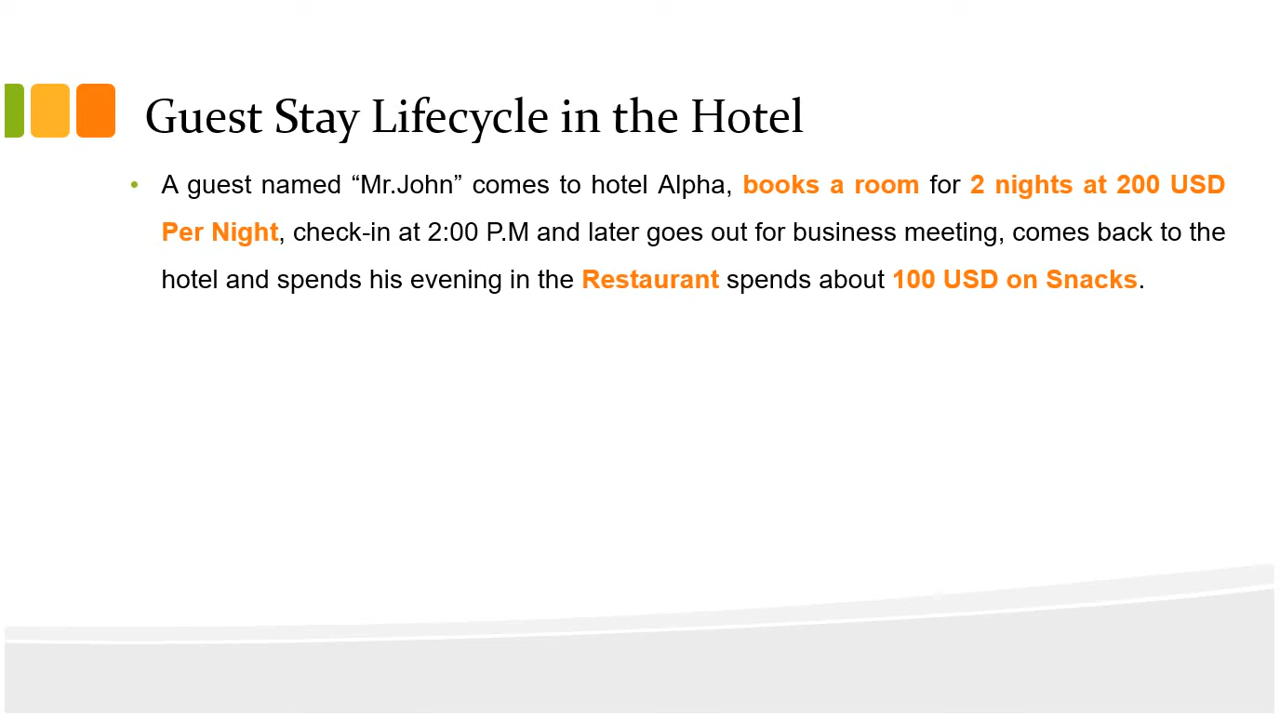 Guest Stay Lifecycle in the Hotel
• A guest named “Mr.John” comes to hotel Alpha, books a room for 2 nights at 200 USD
Per Night, check-in at 2:00 P.M and later goes out for business meeting, comes back to the
hotel and spends his evening in the Restaurant spends about 100 USD on Snacks.